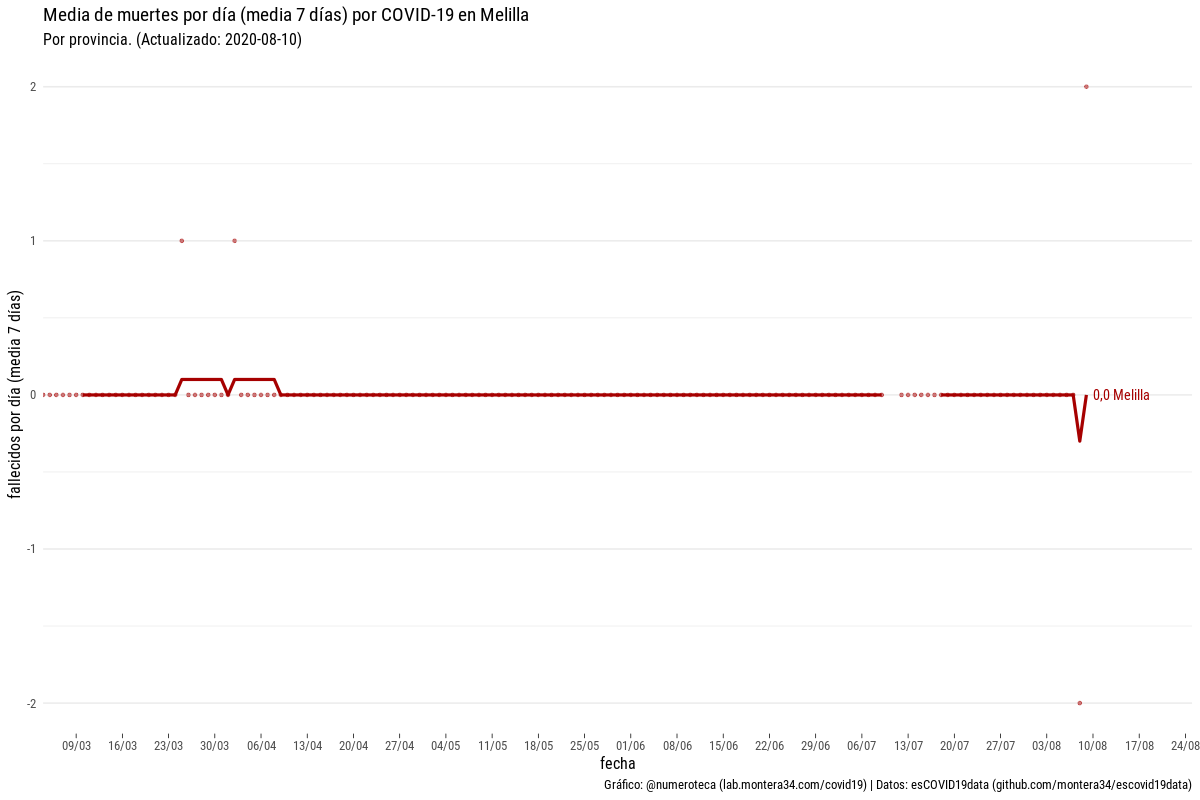 Media de muertes por día (media 7 días) por COVID-19 en Melilla
Por provincia. (Actualizado: 2020-08-10)
fallecidos por día (media 7 días)
2
1
0
-1
-2
0,0 Melilla
09/03 16/03 23/03 30/03 06/04 13/04 20/04 27/04 04/05 11/05 18/05 25/05 01/06 08/06 15/06 22/06 29/06 06/07 13/07 20/07 27/07 03/08 10/08 17/08 24/08
fecha
Gráfico: @numeroteca (lab.montera34.com/covid19) | Datos: esCOVID19data (github.com/montera34/escovid19data)